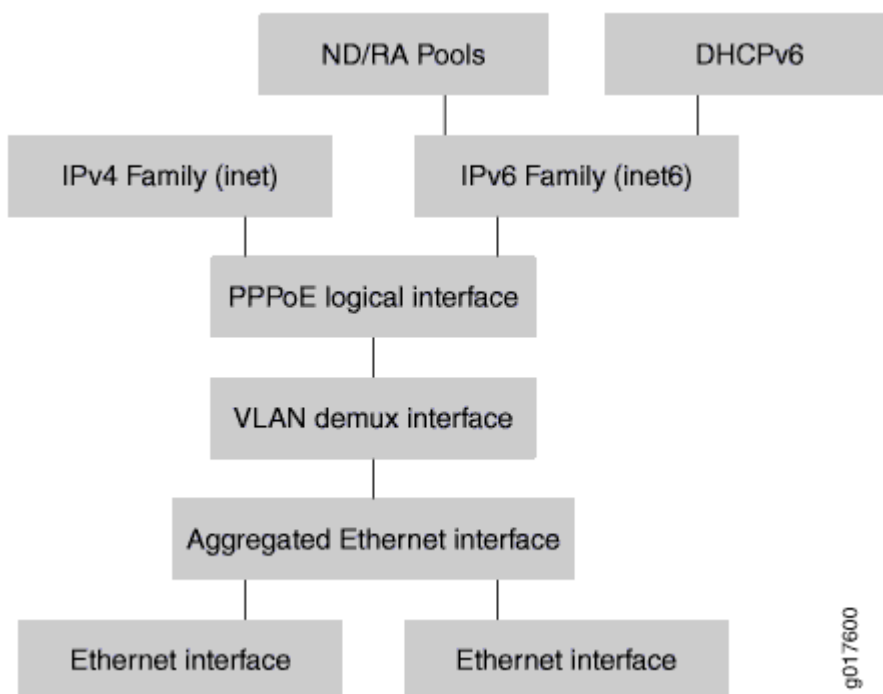 ND/RA Pools
DHCPv6
IPv4 Family (inet)
IPv6 Family (inet6)
PPPoE logical interface
VLAN demux interface
Aggregated Ethernet interface
Ethernet interface
Ethernet interface
g017600